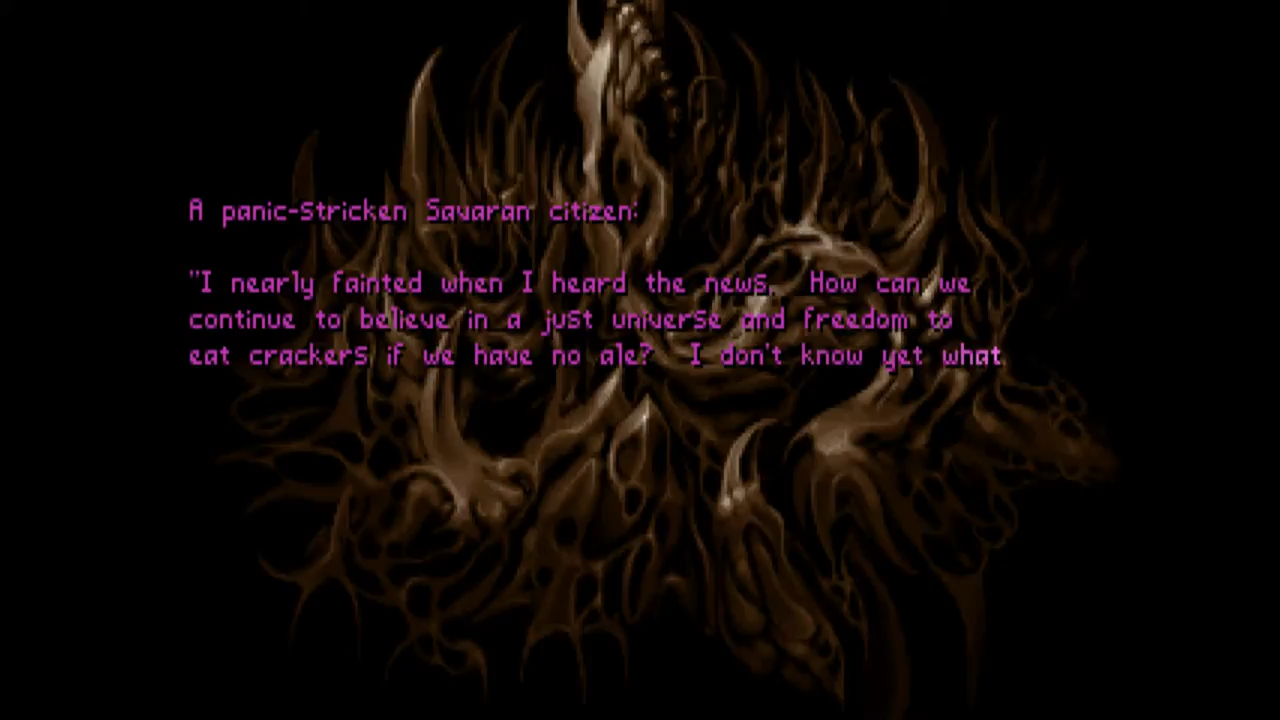 A panic-stricken Savaran citizen:
"I nearly fainted when I heard the news.  How can we
continue to believe in a just universe and freedom to
eat crackers if we have no ale?  I don't know yet what